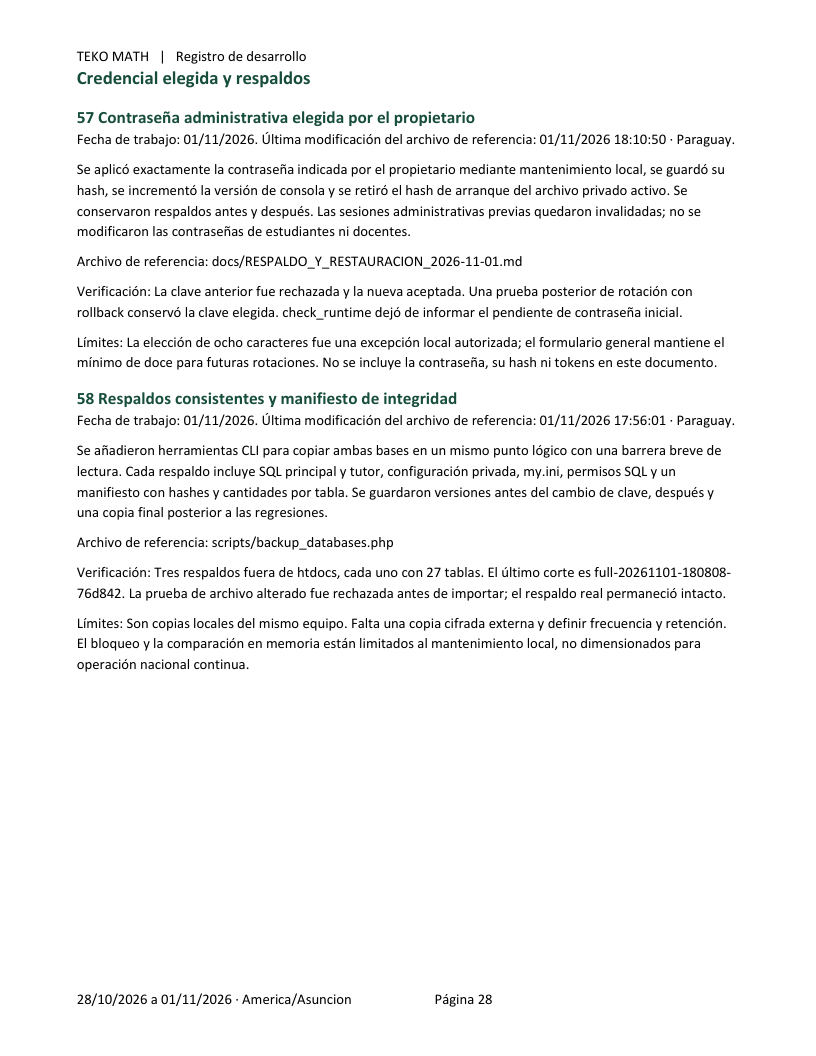 TEKO MATH | Registro de desarrollo
Credencial elegida y respaldos
57 Contraseña administrativa elegida por el propietario
Fecha de trabajo: 01/11/2026. Última modificación del archivo de referencia: 01/11/2026 18:10:50 · Paraguay.
Se aplicó exactamente la contraseña indicada por el propietario mediante mantenimiento local, se guardó su
hash, se incrementó la versión de consola y se retiró el hash de arranque del archivo privado activo. Se
conservaron respaldos antes y después. Las sesiones administrativas previas quedaron invalidadas; no se
modificaron las contraseñas de estudiantes ni docentes.
Archivo de referencia: docs/RESPALDO_Y_RESTAURACION_2026-11-01.md
Verificación: La clave anterior fue rechazada y la nueva aceptada. Una prueba posterior de rotación con
rollback conservó la clave elegida. check_runtime dejó de informar el pendiente de contraseña inicial.
Límites: La elección de ocho caracteres fue una excepción local autorizada; el formulario general mantiene el
mínimo de doce para futuras rotaciones. No se incluye la contraseña, su hash ni tokens en este documento.
58 Respaldos consistentes y manifiesto de integridad
Fecha de trabajo: 01/11/2026. Última modificación del archivo de referencia: 01/11/2026 17:56:01 · Paraguay.
Se añadieron herramientas CLI para copiar ambas bases en un mismo punto lógico con una barrera breve de
lectura. Cada respaldo incluye SQL principal y tutor, configuración privada, my.ini, permisos SQL y un
manifiesto con hashes y cantidades por tabla. Se guardaron versiones antes del cambio de clave, después y
una copia final posterior a las regresiones.
Archivo de referencia: scripts/backup_databases.php
Verificación: Tres respaldos fuera de htdocs, cada uno con 27 tablas. El último corte es full-20261101-180808-
76d842. La prueba de archivo alterado fue rechazada antes de importar; el respaldo real permaneció intacto.
Límites: Son copias locales del mismo equipo. Falta una copia cifrada externa y definir frecuencia y retención.
El bloqueo y la comparación en memoria están limitados al mantenimiento local, no dimensionados para
operación nacional continua.
28/10/2026 a 01/11/2026 · America/Asuncion Página 28